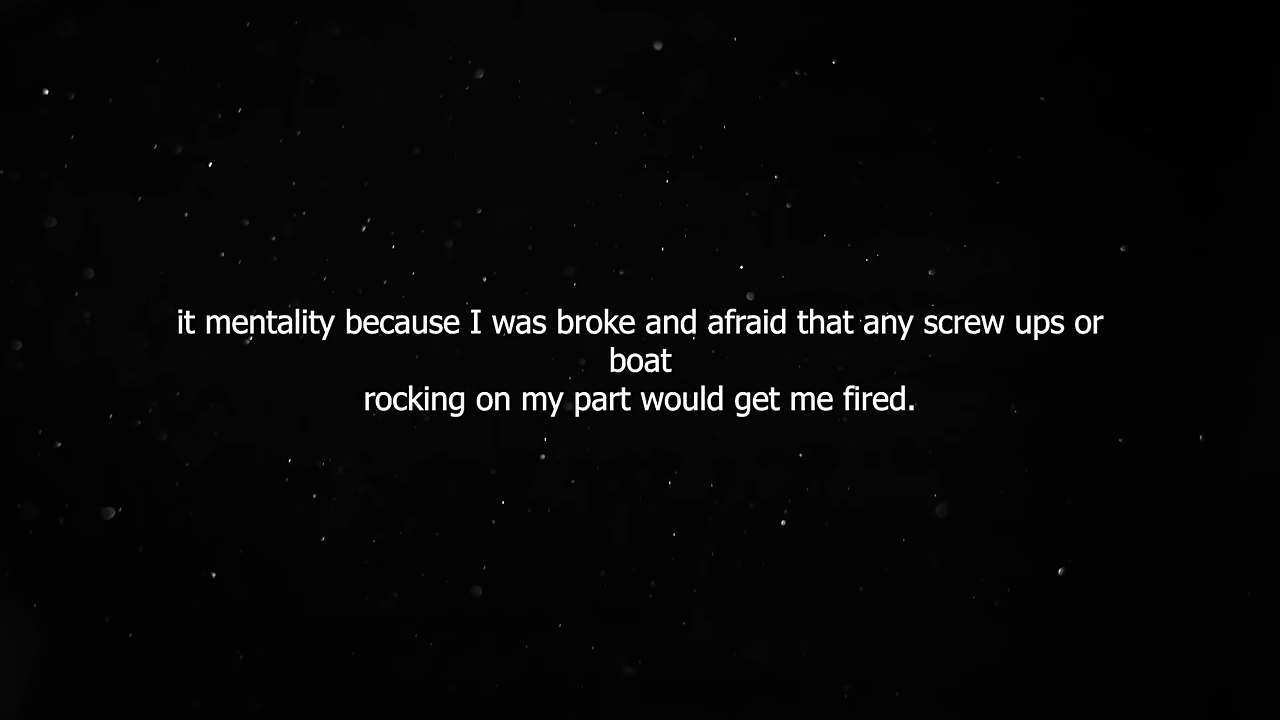 it mentality because I was broke and afraid that any screw ups or
boat
rocking on my part would get me fired.